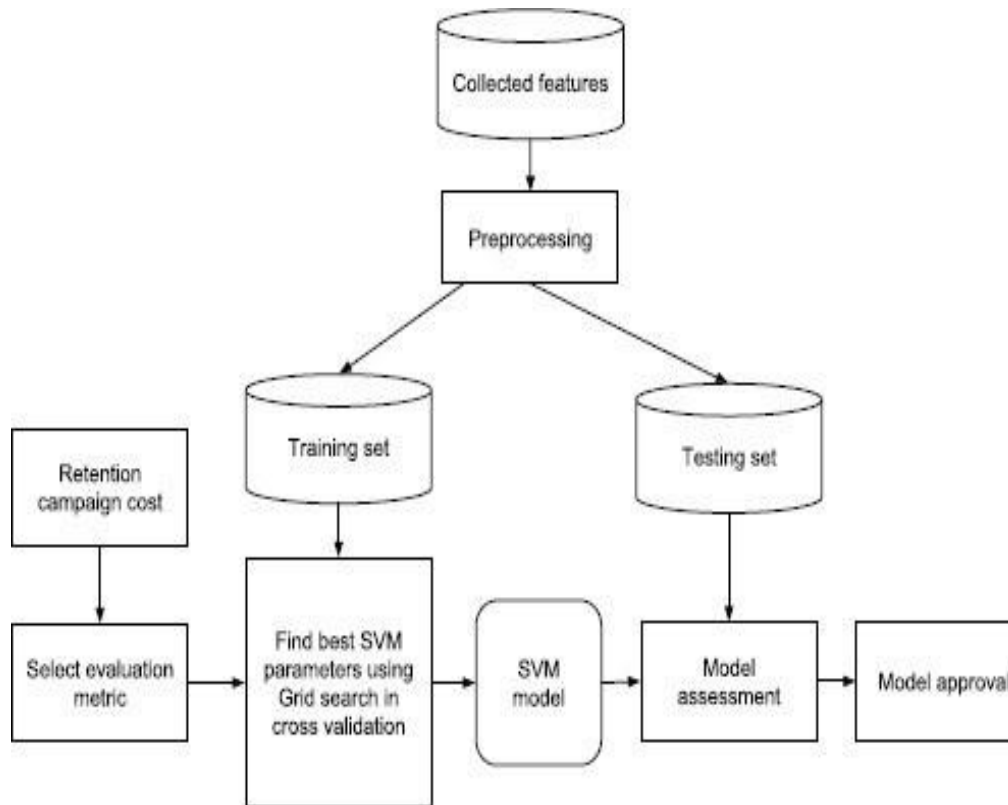 Collected features
Preprocessing
Training set
Testing set
Retention
campaign cost
Select evaluation
metric
Find best SVM
parameters using
Grid search in
cross validation
SVM
model
Model
assessment
Model approval